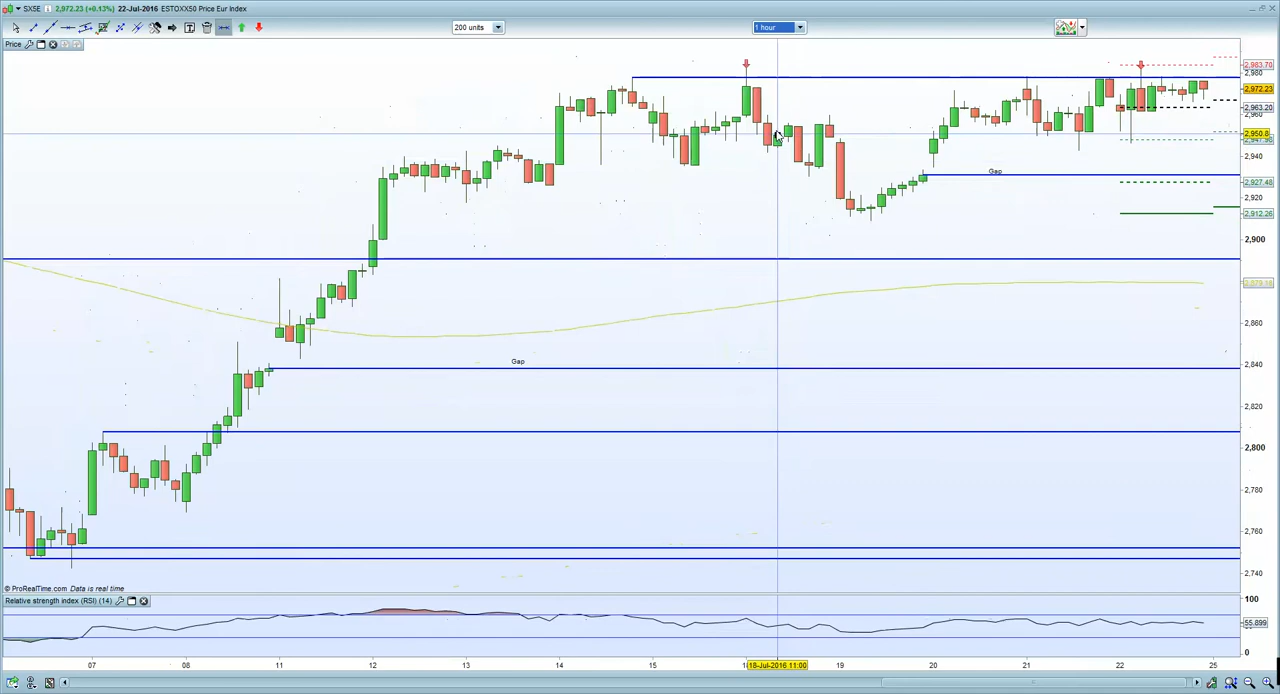 SX5E 2,972.23 (+0.13%) 22-Jul-2016 ESTOXX50 Price Eur Index
200 units
1 hour
Price
2,983.70
2,980
2,972.23
2,963.20
2,960
2,950.8
2,940
Gap
2,927.48
2,920
2,912.26
2,900
2,860
Gap
2,840
2,820
2,800
2,780
2,760
2,740
© ProRealTime.com Data is real time
Relative strength index (RSI) (14)
100
55.899
0
07 08 11 12 13 14 15 18-Jul-2016 11:00 19 20 21 22 25